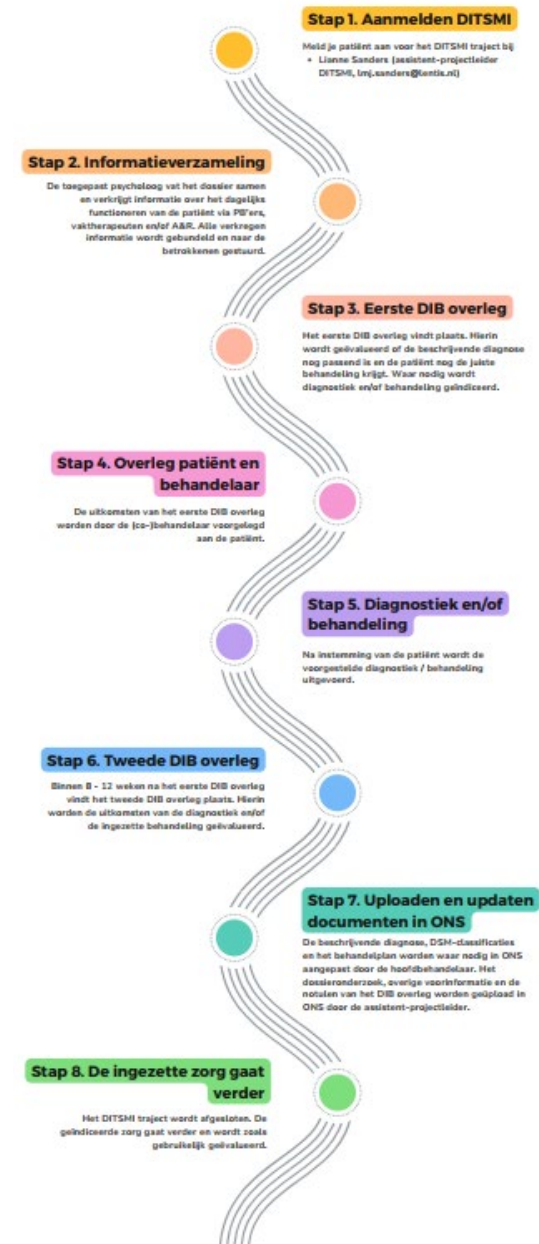 Stap 1. Aanmelden DITSMI
Meld je patiënt aan voor het DITSMI traject bij
• Lianne Sanders (assistent-projectleider
DITSMI, lmj.sanders@lentis.nl)
Stap 2. Informatieverzameling
De toegepast psycholoog vat het dossier samen
en verkrijgt informatie over het dagelijks
functioneren van de patiënt via PB'ers,
vaktherapeuten en/of A&R. Alle verkregen
informatie wordt gebundeld en naar de
betrokkenen gestuurd.
Stap 3. Eerste DIB overleg
Het eerste DIB overleg vindt plaats. Hierin
wordt geëvalueerd of de beschrijvende diagnose
nog passend is en de patiënt nog de juiste
behandeling krijgt. Waar nodig wordt
diagnostiek en/of behandeling geïndiceerd.
Stap 4. Overleg patiënt en
behandelaar
De uitkomsten van het eerste DIB overleg
worden door de (co-)behandelaar voorgelegd
aan de patiënt.
Stap 5. Diagnostiek en/of
behandeling
Na instemming van de patiënt wordt de
voorgestelde diagnostiek / behandeling
uitgevoerd.
Stap 6. Tweede DIB overleg
Binnen 8 - 12 weken na het eerste DIB overleg
vindt het tweede DIB overleg plaats. Hierin
worden de uitkomsten van de diagnostiek en/of
de ingezette behandeling geëvalueerd.
Stap 7. Uploaden en updaten
documenten in ONS
De beschrijvende diagnose, DSM-classificaties
en het behandelplan worden waar nodig in ONS
aangepast door de hoofdbehandelaar. Het
dossieronderzoek, overige voorinformatie en de
notulen van het DIB overleg worden geüpload in
ONS door de assistent-projectleider.
Stap 8. De ingezette zorg gaat
verder
Het DITSMI traject wordt afgesloten. De
geïndiceerde zorg gaat verder en wordt zoals
gebruikelijk geëvalueerd.